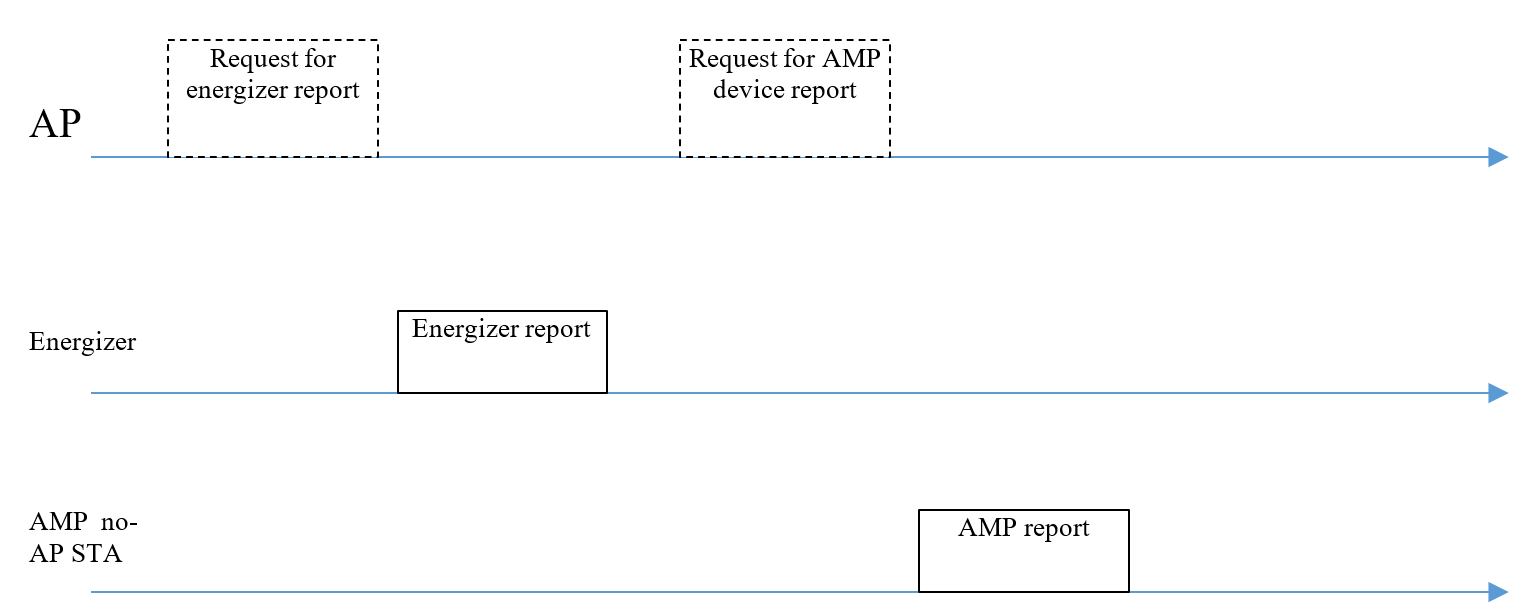 Request for
energizer report
Request for AMP
device report
AP
Energizer report
Energizer
AMP no-
AP STA
AMP report